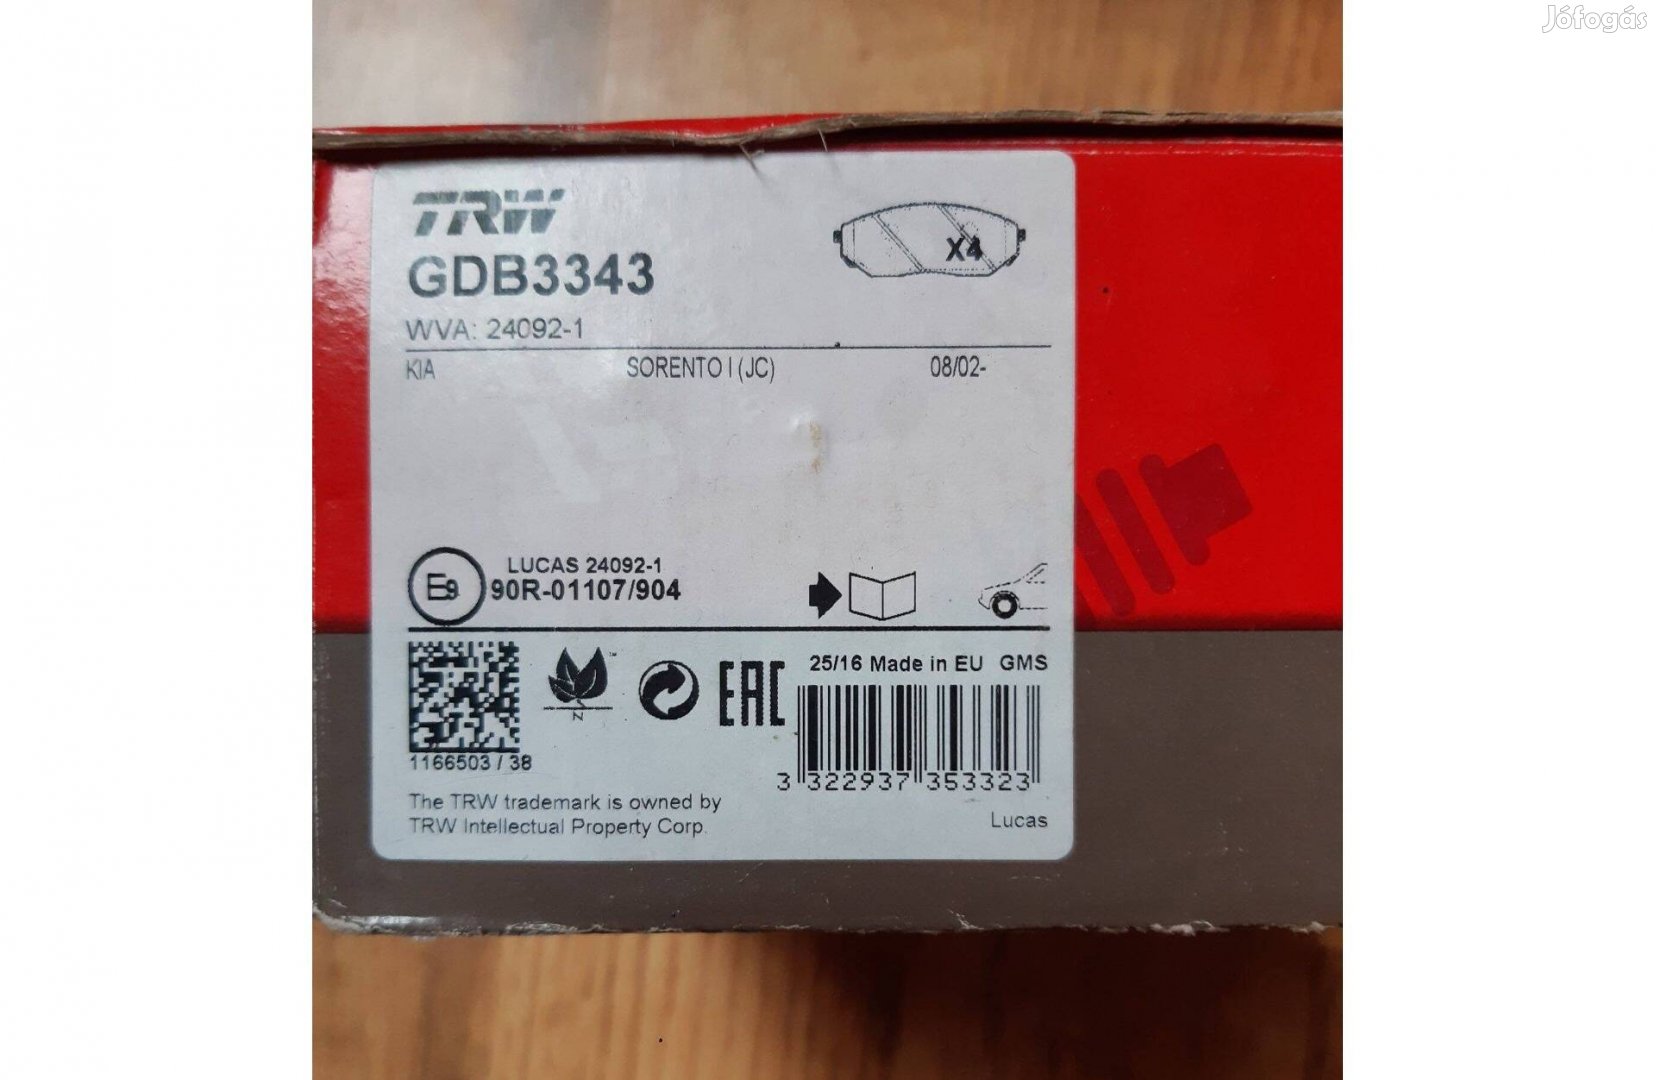 Jófogás
TRW
GDB3343
X4
WVA: 24092-1
KIA SORENTO I (JC) 08/02-
LUCAS 24092-1
E9 90R-01107/904
25/16 Made in EU GMS
N
EAC
1166503 / 38
3 322937 353323
The TRW trademark is owned by
TRW Intellectual Property Corp.
Lucas